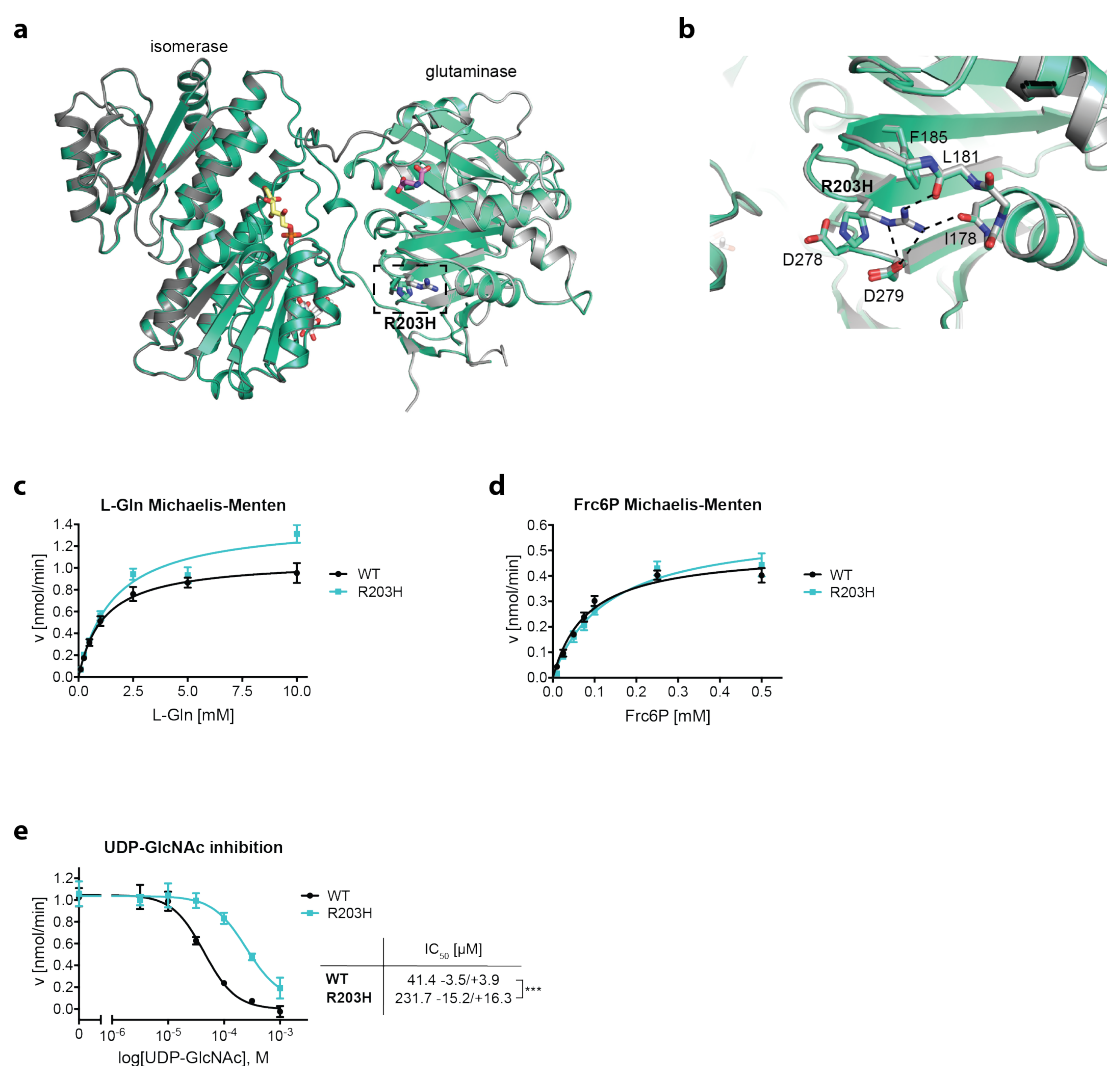 a
isomerase
glutaminase
R203H
b
F185
L181
R203H
I178
D278
D279
c
L-Gln Michaelis-Menten
1.4
1.2
1.0
0.8
0.6
0.4
0.2
0.0
0.0 2.5 5.0 7.5 10.0
v [nmol/min]
L-Gln [mM]
WT
R203H
d
Frc6P Michaelis-Menten
0.6
0.5
0.4
0.3
0.2
0.1
0.0
0.0 0.1 0.2 0.3 0.4 0.5
v [nmol/min]
Frc6P [mM]
WT
R203H
e
UDP-GlcNAc inhibition
1.2
1.0
0.8
0.6
0.4
0.2
0.0
0 10⁻⁶ 10⁻⁵ 10⁻⁴ 10⁻³
v [nmol/min]
log[UDP-GlcNAc], M
WT
R203H
IC₅₀ [µM]
WT 41.4 -3.5/+3.9
R203H 231.7 -15.2/+16.3
***